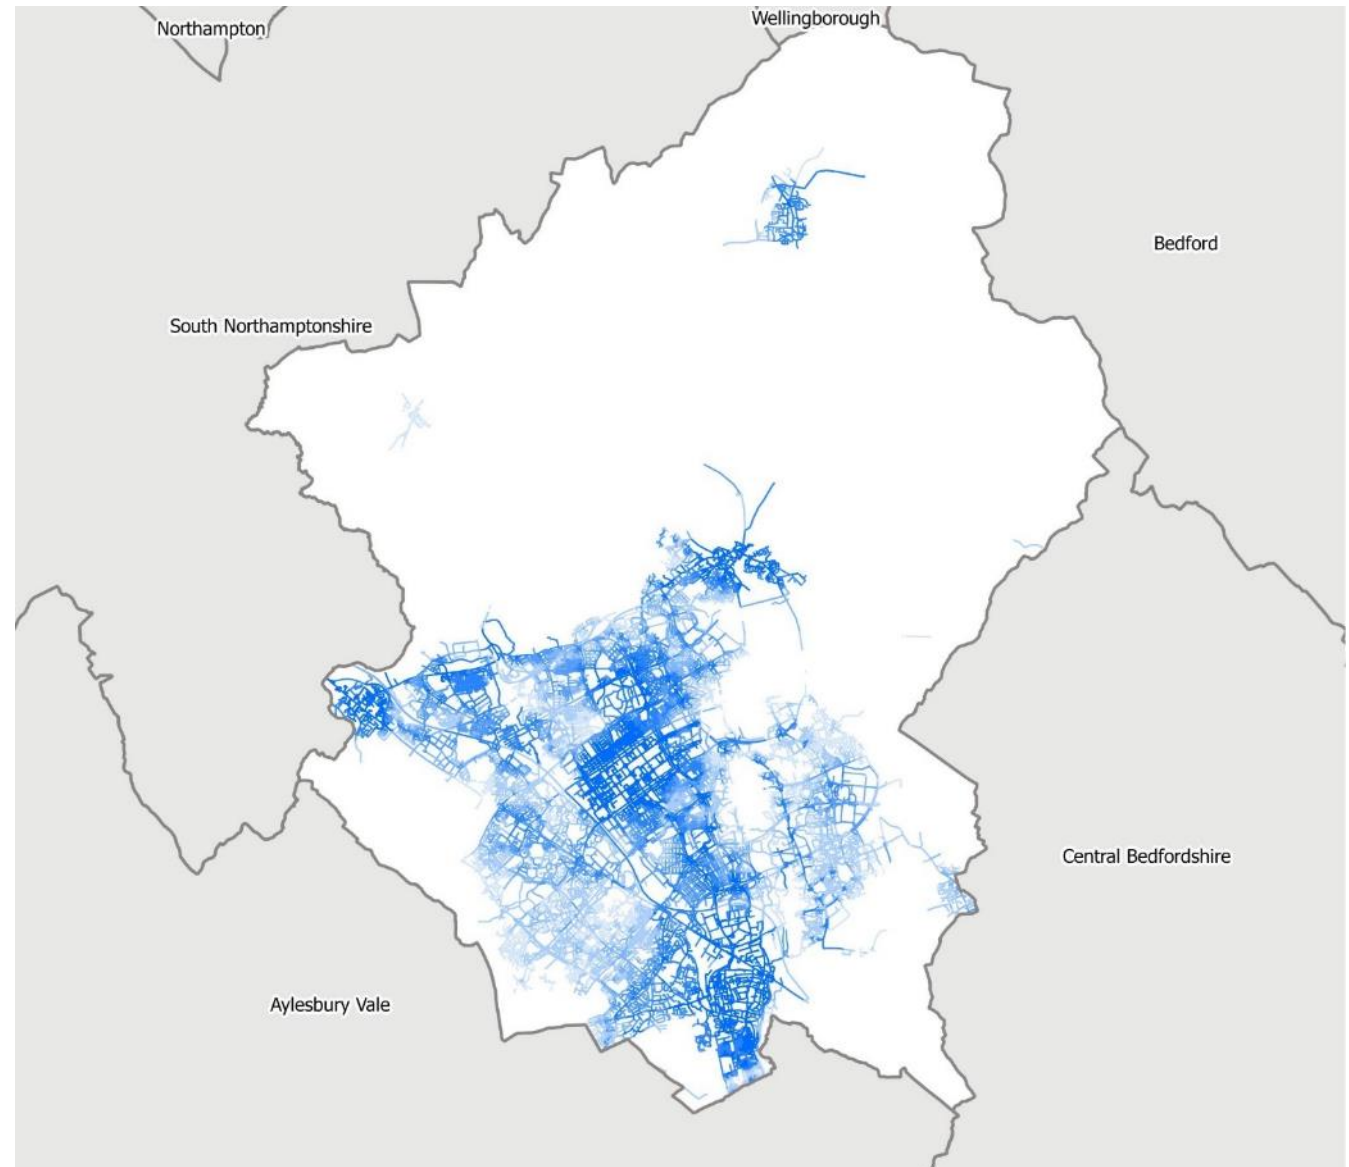 Northampton
Wellingborough
Bedford
South Northamptonshire
Central Bedfordshire
Aylesbury Vale